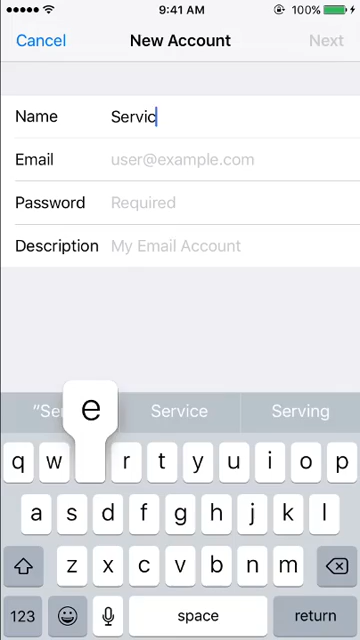 9:41 AM 100%
Cancel New Account Next
Name Servic
Email user@example.com
Password Required
Description My Email Account
Service Serving
e
q w r t y u i o p
a s d f g h j k l
z x c v b n m
123 space return